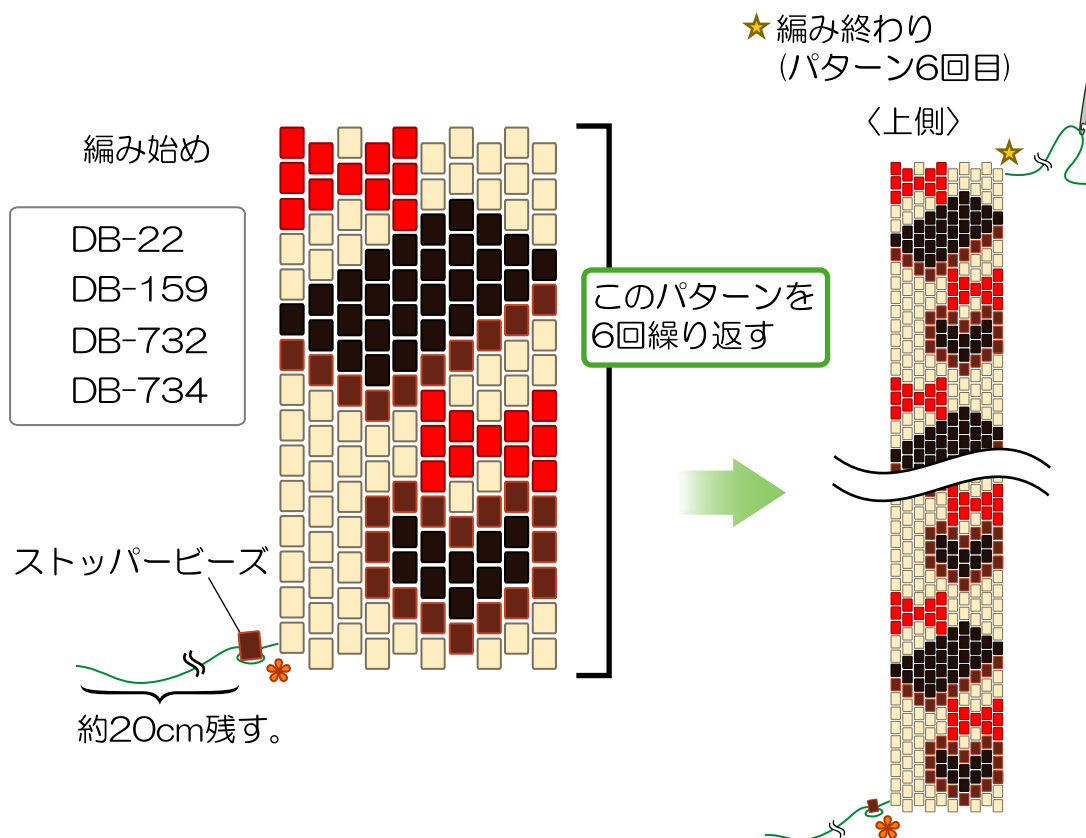 ★編み終わり
(パターン6回目)
〈上側〉
編み始め
DB-22
DB-159
DB-732
DB-734
このパターンを
6回繰り返す
ストッパービーズ
約20cm残す。